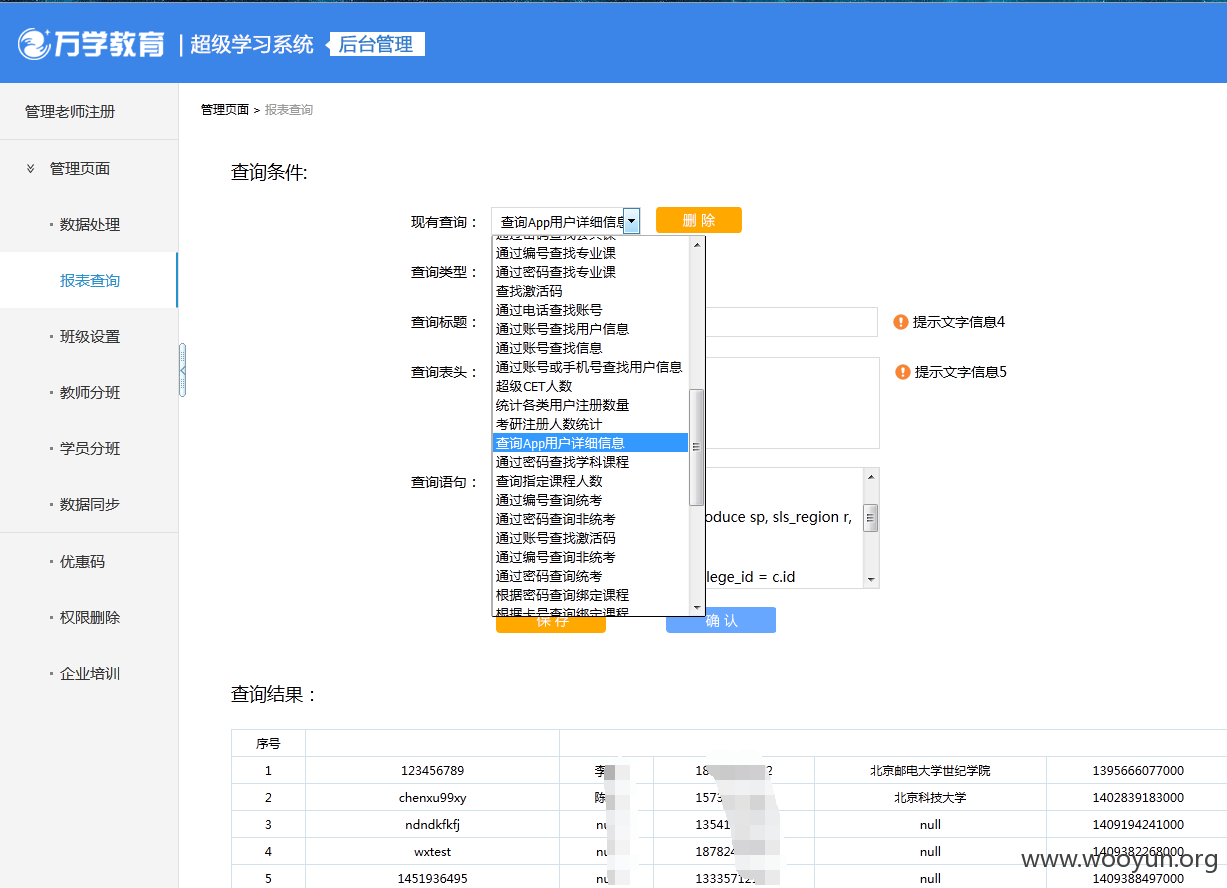 万学教育 | 超级学习系统 后台管理
管理老师注册
管理页面
数据处理
报表查询
班级设置
教师分班
学员分班
数据同步
优惠码
权限删除
企业培训
管理页面 > 报表查询
查询条件:
现有查询： 查询App用户详细信息 删 除
通过编号查找专业课
通过密码查找专业课
查找激活码
通过电话查找账号
通过账号查找用户信息
通过账号查找信息
通过账号或手机号查找用户信息
超级CET人数
统计各类用户注册数量
考研注册人数统计
查询App用户详细信息
通过密码查找学科课程
查询指定课程人数
通过编号查询统考
通过密码查询非统考
通过账号查找激活码
通过编号查询非统考
通过密码查询统考
根据密码查询绑定课程
根据卡号查询绑定课程
查询类型：
查询标题： 提示文字信息4
查询表头： 提示文字信息5
查询语句：
oduce sp, sls_region r,
lege_id = c.id
保 存 确 认
查询结果：
序号
1 123456789 李 18 2 北京邮电大学世纪学院 1395666077000
2 chenxu99xy 陈 1573 北京科技大学 1402839183000
3 ndndkfkfj nu 13541 null 1409194241000
4 wxtest nu 18782 null 1409382268000
5 1451936495 nu 13335712 null 1409388497000
www.wooyun.org